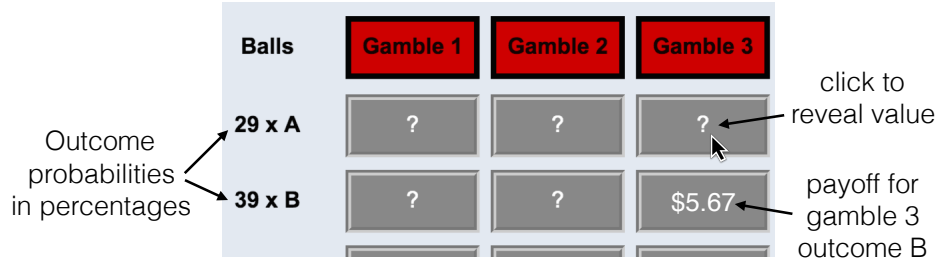 Balls Gamble 1 Gamble 2 Gamble 3
click to
reveal value
29 x A ? ? ?
Outcome
probabilities
in percentages
39 x B ? ? $5.67
payoff for
gamble 3
outcome B